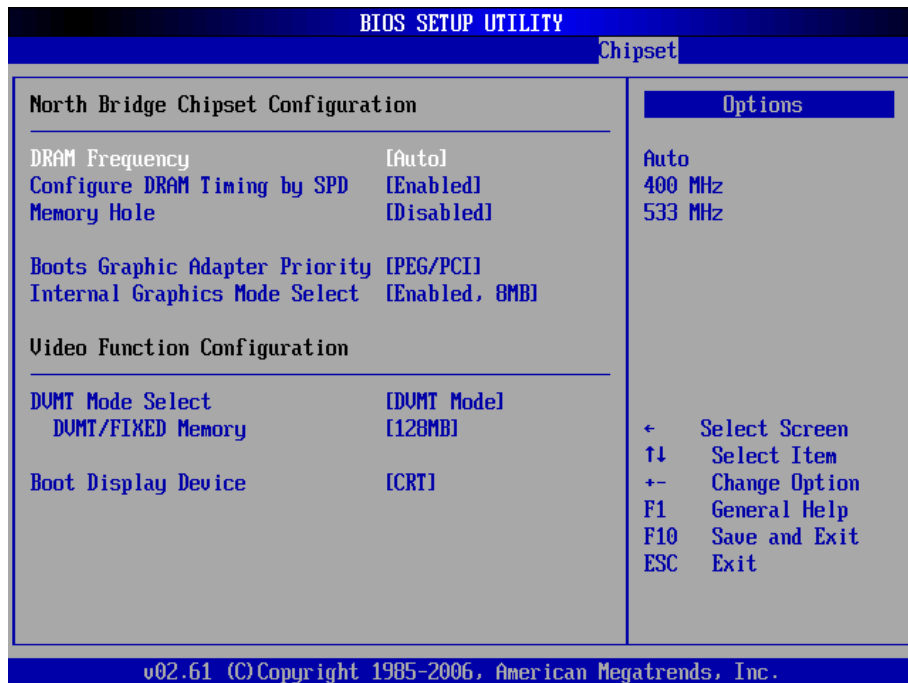 BIOS SETUP UTILITY
Chipset
North Bridge Chipset Configuration
DRAM Frequency [Auto]
Configure DRAM Timing by SPD [Enabled]
Memory Hole [Disabled]
Boots Graphic Adapter Priority [PEG/PCI]
Internal Graphics Mode Select [Enabled, 8MB]
Video Function Configuration
DVMT Mode Select [DVMT Mode]
DVMT/FIXED Memory [128MB]
Boot Display Device [CRT]
Options
Auto
400 MHz
533 MHz
← Select Screen
↑↓ Select Item
+- Change Option
F1 General Help
F10 Save and Exit
ESC Exit
v02.61 (C)Copyright 1985-2006, American Megatrends, Inc.